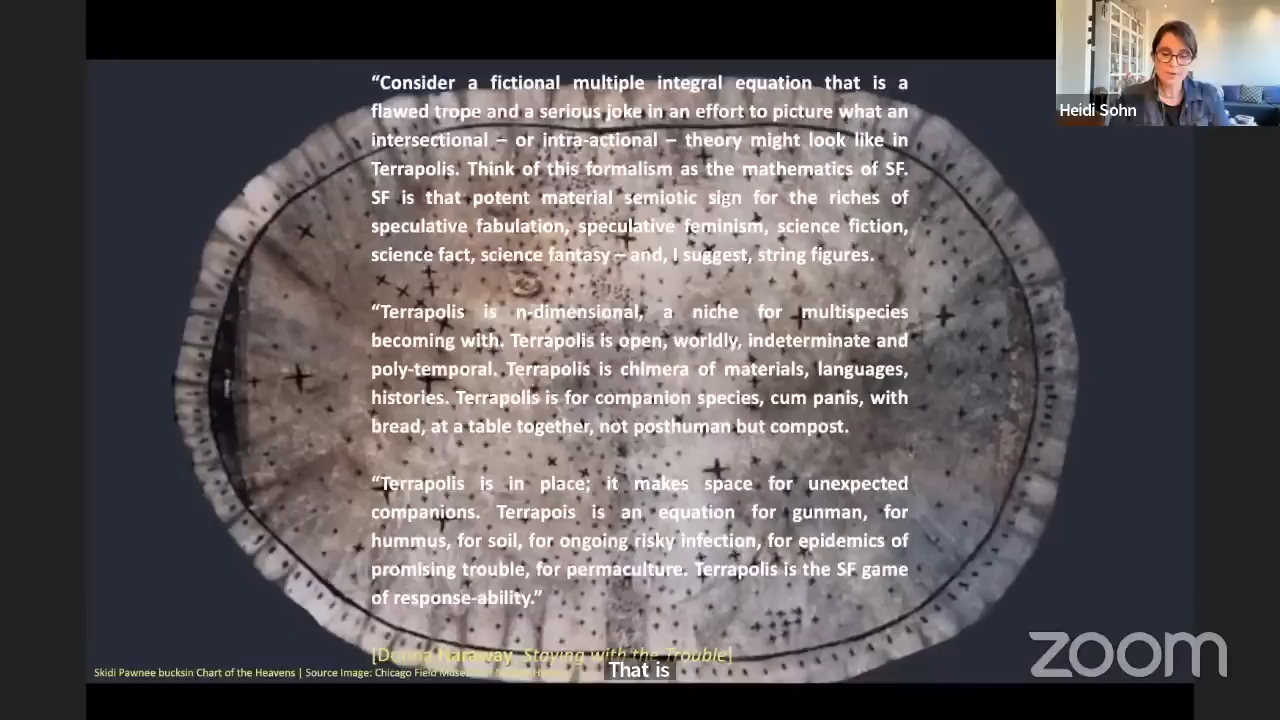 Heidi Sohn
“Consider a fictional multiple integral equation that is a
flawed trope and a serious joke in an effort to picture what an
intersectional – or intra-actional – theory might look like in
Terrapolis. Think of this formalism as the mathematics of SF.
SF is that potent material semiotic sign for the riches of
speculative fabulation, speculative feminism, science fiction,
science fact, science fantasy – and, I suggest, string figures.
“Terrapolis is n-dimensional, a niche for multispecies
becoming with. Terrapolis is open, worldly, indeterminate and
poly-temporal. Terrapolis is chimera of materials, languages,
histories. Terrapolis is for companion species, cum panis, with
bread, at a table together, not posthuman but compost.
“Terrapolis is in place; it makes space for unexpected
companions. Terrapois is an equation for gunman, for
hummus, for soil, for ongoing risky infection, for epidemics of
promising trouble, for permaculture. Terrapolis is the SF game
of response-ability.”
[Donna Haraway, Staying with the Trouble]
Skidi Pawnee bucksin Chart of the Heavens | Source Image: Chicago Field
That is
zoom